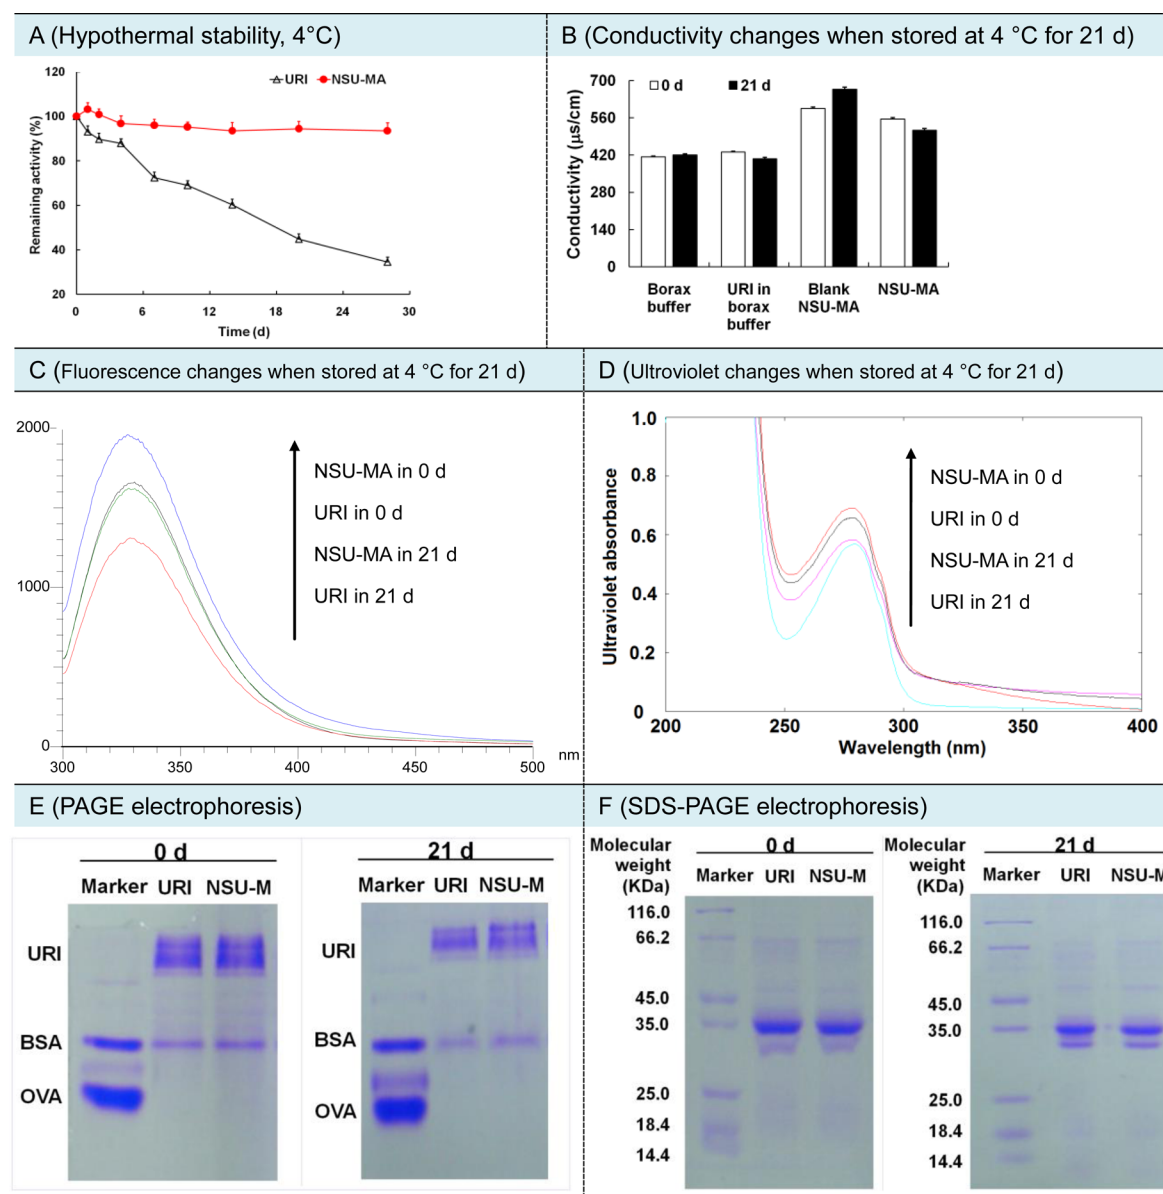 A (Hypothermal stability, 4°C)
B (Conductivity changes when stored at 4 °C for 21 d)
120
100
80
60
40
20
Remaining activity (%)
URI
NSU-MA
0
6
12
18
24
30
Time (d)
700
560
420
280
140
0
Conductivity (µs/cm)
0 d
21 d
Borax
buffer
URI in
borax
buffer
Blank
NSU-MA
NSU-MA
C (Fluorescence changes when stored at 4 °C for 21 d)
D (Ultroviolet changes when stored at 4 °C for 21 d)
2000
1000
0
300
350
400
450
500
nm
NSU-MA in 0 d
URI in 0 d
NSU-MA in 21 d
URI in 21 d
1.0
0.8
0.6
0.4
0.2
0
Ultroviolet absorbance
200
250
300
350
400
Wavelength (nm)
NSU-MA in 0 d
URI in 0 d
NSU-MA in 21 d
URI in 21 d
E (PAGE electrophoresis)
F (SDS-PAGE electrophoresis)
0 d
Marker URI NSU-M
URI
BSA
OVA
21 d
Marker URI NSU-M
URI
BSA
OVA
Molecular
weight
(KDa)
0 d
Marker URI NSU-M
116.0
66.2
45.0
35.0
25.0
18.4
14.4
Molecular
weight
(KDa)
21 d
Marker URI NSU-M
116.0
66.2
45.0
35.0
25.0
18.4
14.4